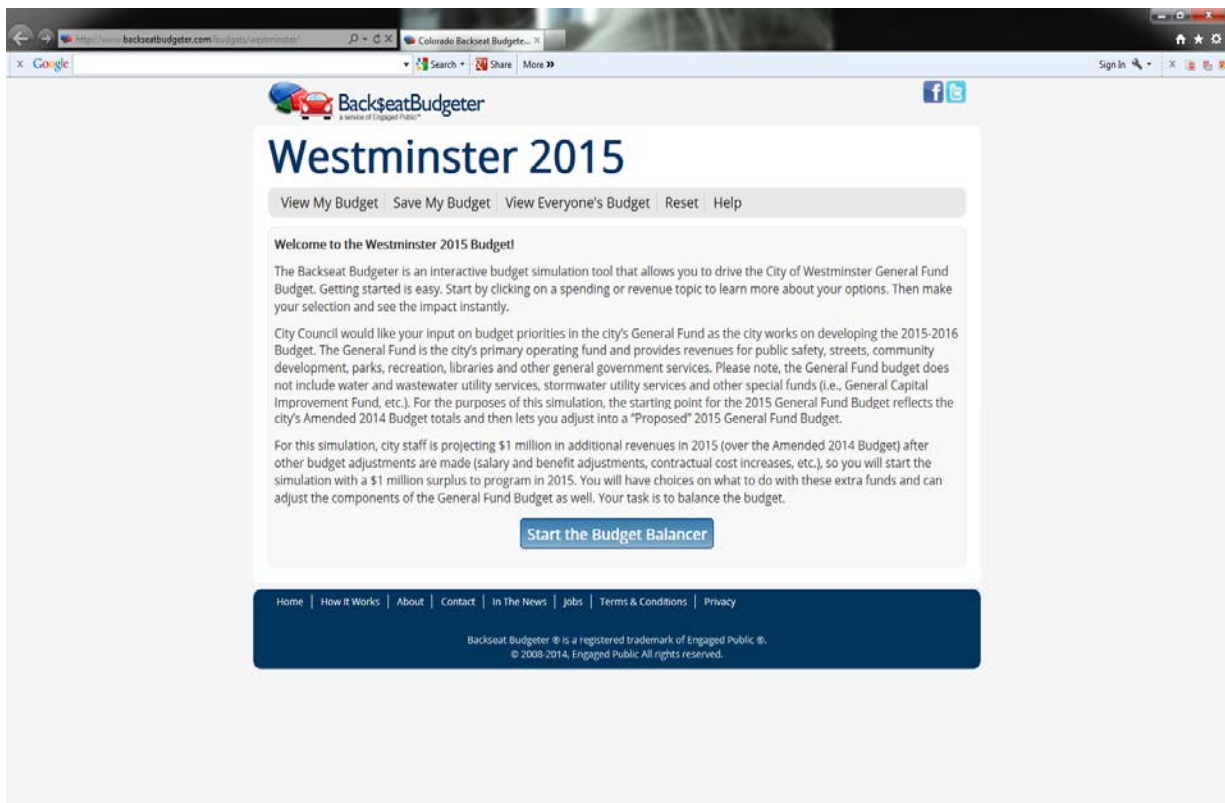 http://www.backseatbudgeter.com/budgets/westminster/
Colorado Backseat Budgete...
x Google
Search
Share
More »
Sign In
Back$eatBudgeter
a service of Engaged Public™
Westminster 2015
View My Budget Save My Budget View Everyone's Budget Reset Help
Welcome to the Westminster 2015 Budget!
The Backseat Budgeter is an interactive budget simulation tool that allows you to drive the City of Westminster General Fund
Budget. Getting started is easy. Start by clicking on a spending or revenue topic to learn more about your options. Then make
your selection and see the impact instantly.
City Council would like your input on budget priorities in the city's General Fund as the city works on developing the 2015-2016
Budget. The General Fund is the city's primary operating fund and provides revenues for public safety, streets, community
development, parks, recreation, libraries and other general government services. Please note, the General Fund budget does
not include water and wastewater utility services, stormwater utility services and other special funds (i.e., General Capital
Improvement Fund, etc.). For the purposes of this simulation, the starting point for the 2015 General Fund Budget reflects the
city's Amended 2014 Budget totals and then lets you adjust into a "Proposed" 2015 General Fund Budget.
For this simulation, city staff is projecting $1 million in additional revenues in 2015 (over the Amended 2014 Budget) after
other budget adjustments are made (salary and benefit adjustments, contractual cost increases, etc.), so you will start the
simulation with a $1 million surplus to program in 2015. You will have choices on what to do with these extra funds and can
adjust the components of the General Fund Budget as well. Your task is to balance the budget.
Start the Budget Balancer
Home | How It Works | About | Contact | In The News | Jobs | Terms & Conditions | Privacy
Backseat Budgeter ® is a registered trademark of Engaged Public ®.
© 2008-2014, Engaged Public All rights reserved.